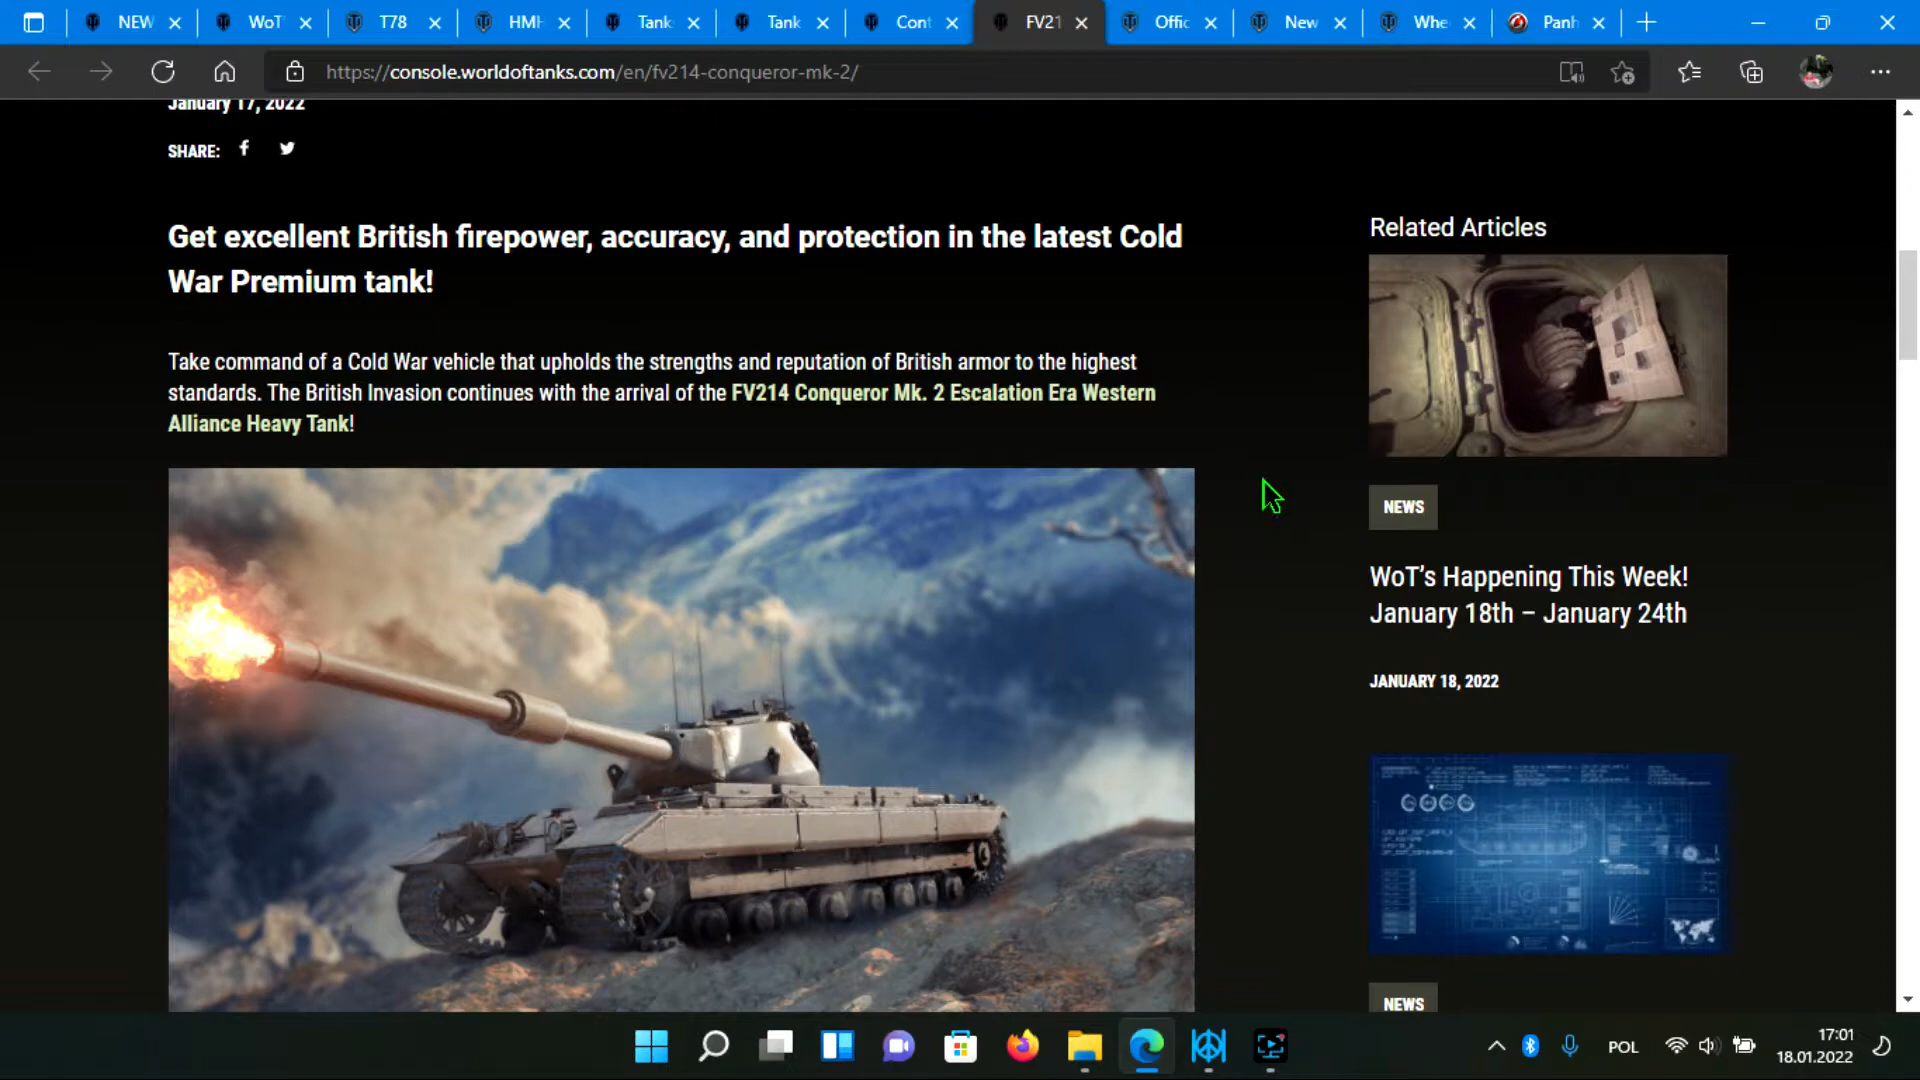 NEW
WoT
T78
HMH
Tank
Tank
Cont
FV21
Offic
New
Whe
Panh
https://console.worldoftanks.com/en/fv214-conqueror-mk-2/
January 17, 2022
SHARE:
Get excellent British firepower, accuracy, and protection in the latest Cold
War Premium tank!
Take command of a Cold War vehicle that upholds the strengths and reputation of British armor to the highest
standards. The British Invasion continues with the arrival of the FV214 Conqueror Mk. 2 Escalation Era Western
Alliance Heavy Tank!
Related Articles
NEWS
WoT’s Happening This Week!
January 18th – January 24th
JANUARY 18, 2022
NEWS
POL
17:01
18.01.2022